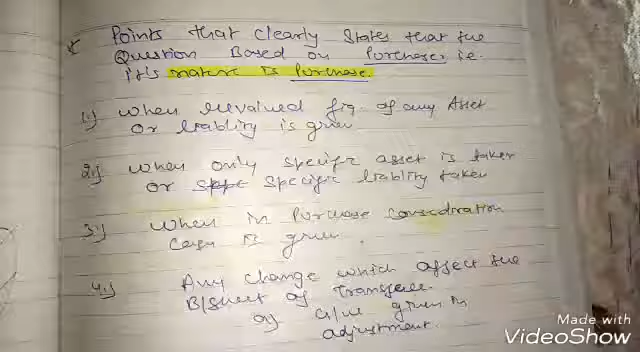 * Points that clearly States that the
Question Based on Purchase i.e.
it's nature is Purchase.
1.) When revalued fig. of any Asset
or liablity is given
2.) When only specific asset is taken
or specific liablity taken
3.) When in Purchase consideration
Cash is given.
4.) Any change which affect the
B/Sheet of Transferee
given in
adjustment.
Made with
VideoShow